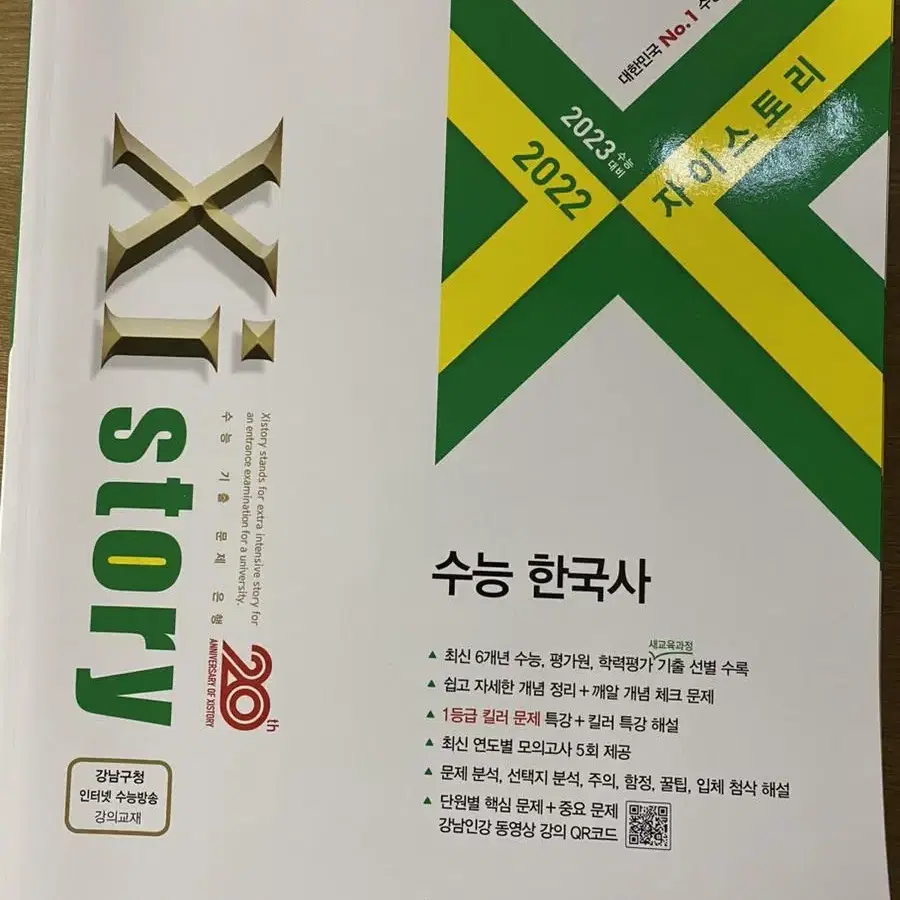 대한민국 No.1
2023 수능 대비
2022
자이스토리
Xi
story
Xistory stands for extra intensive story for
an entrance examination for a university.
수능 기출 문제 은행
20th
ANNIVERSARY OF XISTORY
수능 한국사
새교육과정
▲ 최신 6개년 수능, 평가원, 학력평가 기출 선별 수록
▲ 쉽고 자세한 개념 정리+깨알 개념 체크 문제
▲ 1등급 킬러 문제 특강+킬러 특강 해설
▲ 최신 연도별 모의고사 5회 제공
▲ 문제 분석, 선택지 분석, 주의, 함정, 꿀팁, 입체 첨삭 해설
▲ 단원별 핵심 문제+중요 문제
강남인강 동영상 강의 QR코드
강남구청
인터넷 수능방송
강의교재